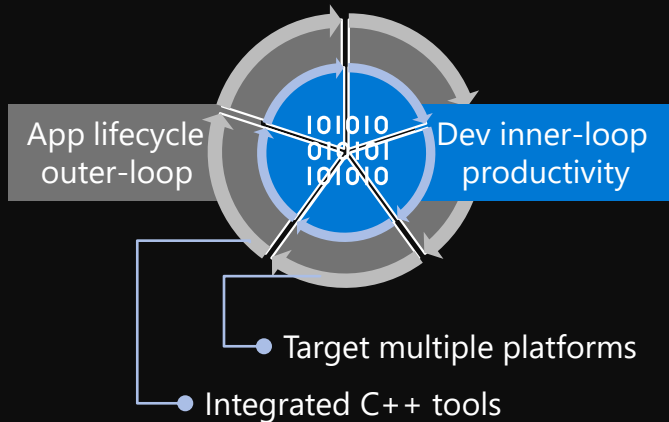 App lifecycle
outer-loop
101010
010101
101010
Dev inner-loop
productivity
Target multiple platforms
Integrated C++ tools